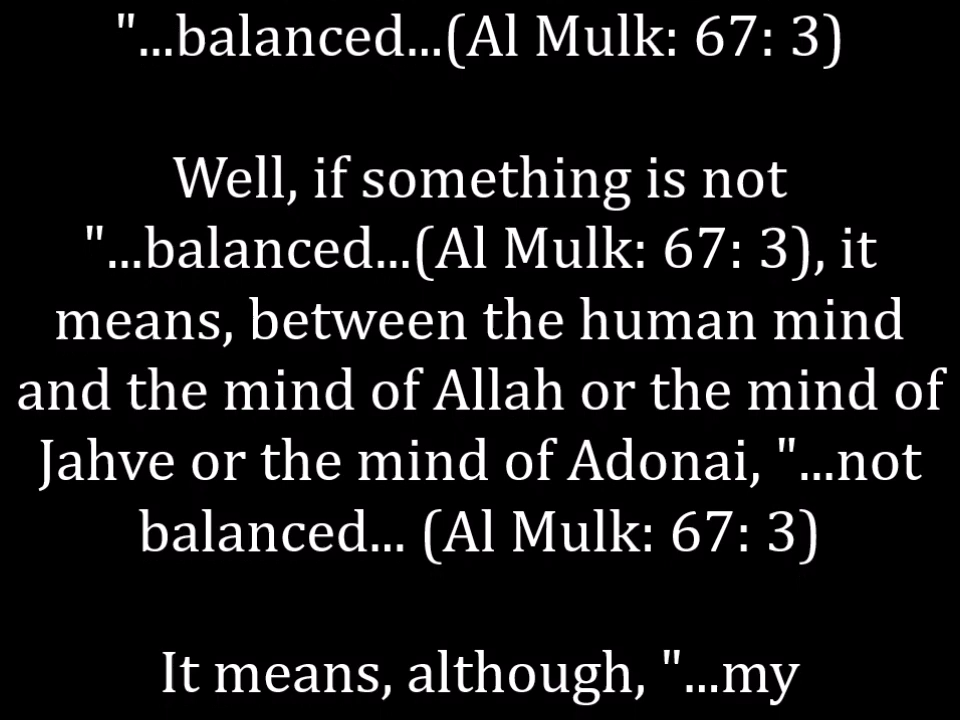 "...balanced...(Al Mulk: 67: 3)
Well, if something is not
"...balanced...(Al Mulk: 67: 3), it
means, between the human mind
and the mind of Allah or the mind of
Jahve or the mind of Adonai, "...not
balanced... (Al Mulk: 67: 3)
It means, although, "...my